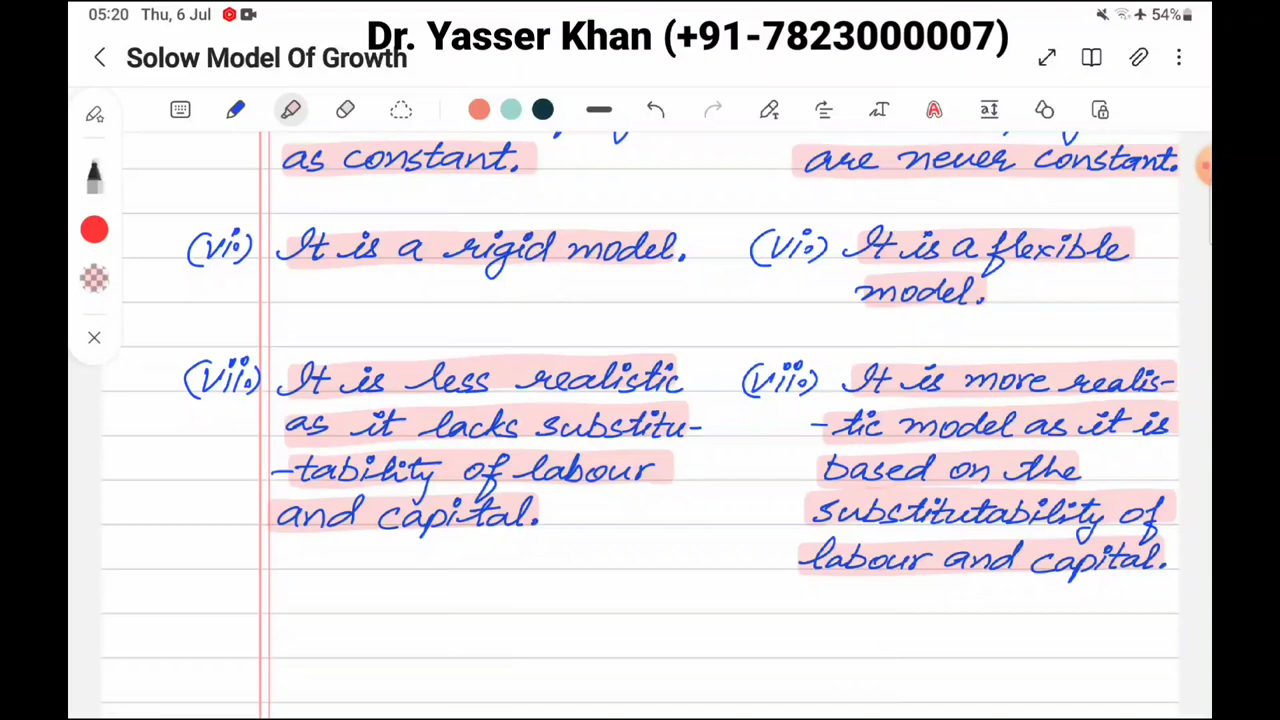 05:20 Thu, 6 Jul
54%
Dr. Yasser Khan (+91-7823000007)
Solow Model Of Growth
as constant.
are never constant.
(vi.) It is a rigid model.
(vi.) It is a flexible
model.
(vii.) It is less realistic
as it lacks substitu-
-tability of labour
and capital.
(vii.) It is more realis-
-tic model as it is
based on the
substitutability of
labour and capital.